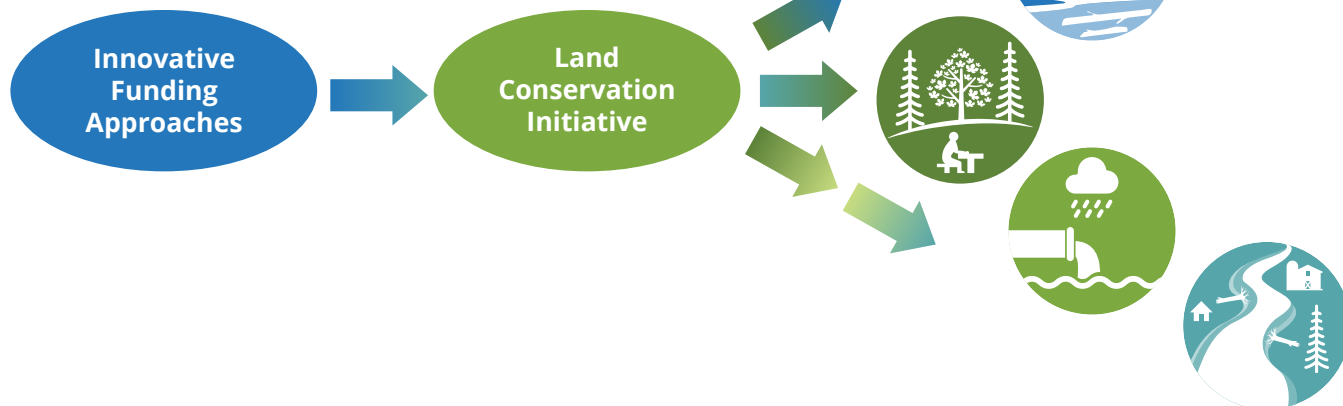 Innovative
Funding
Approaches
Land
Conservation
Initiative